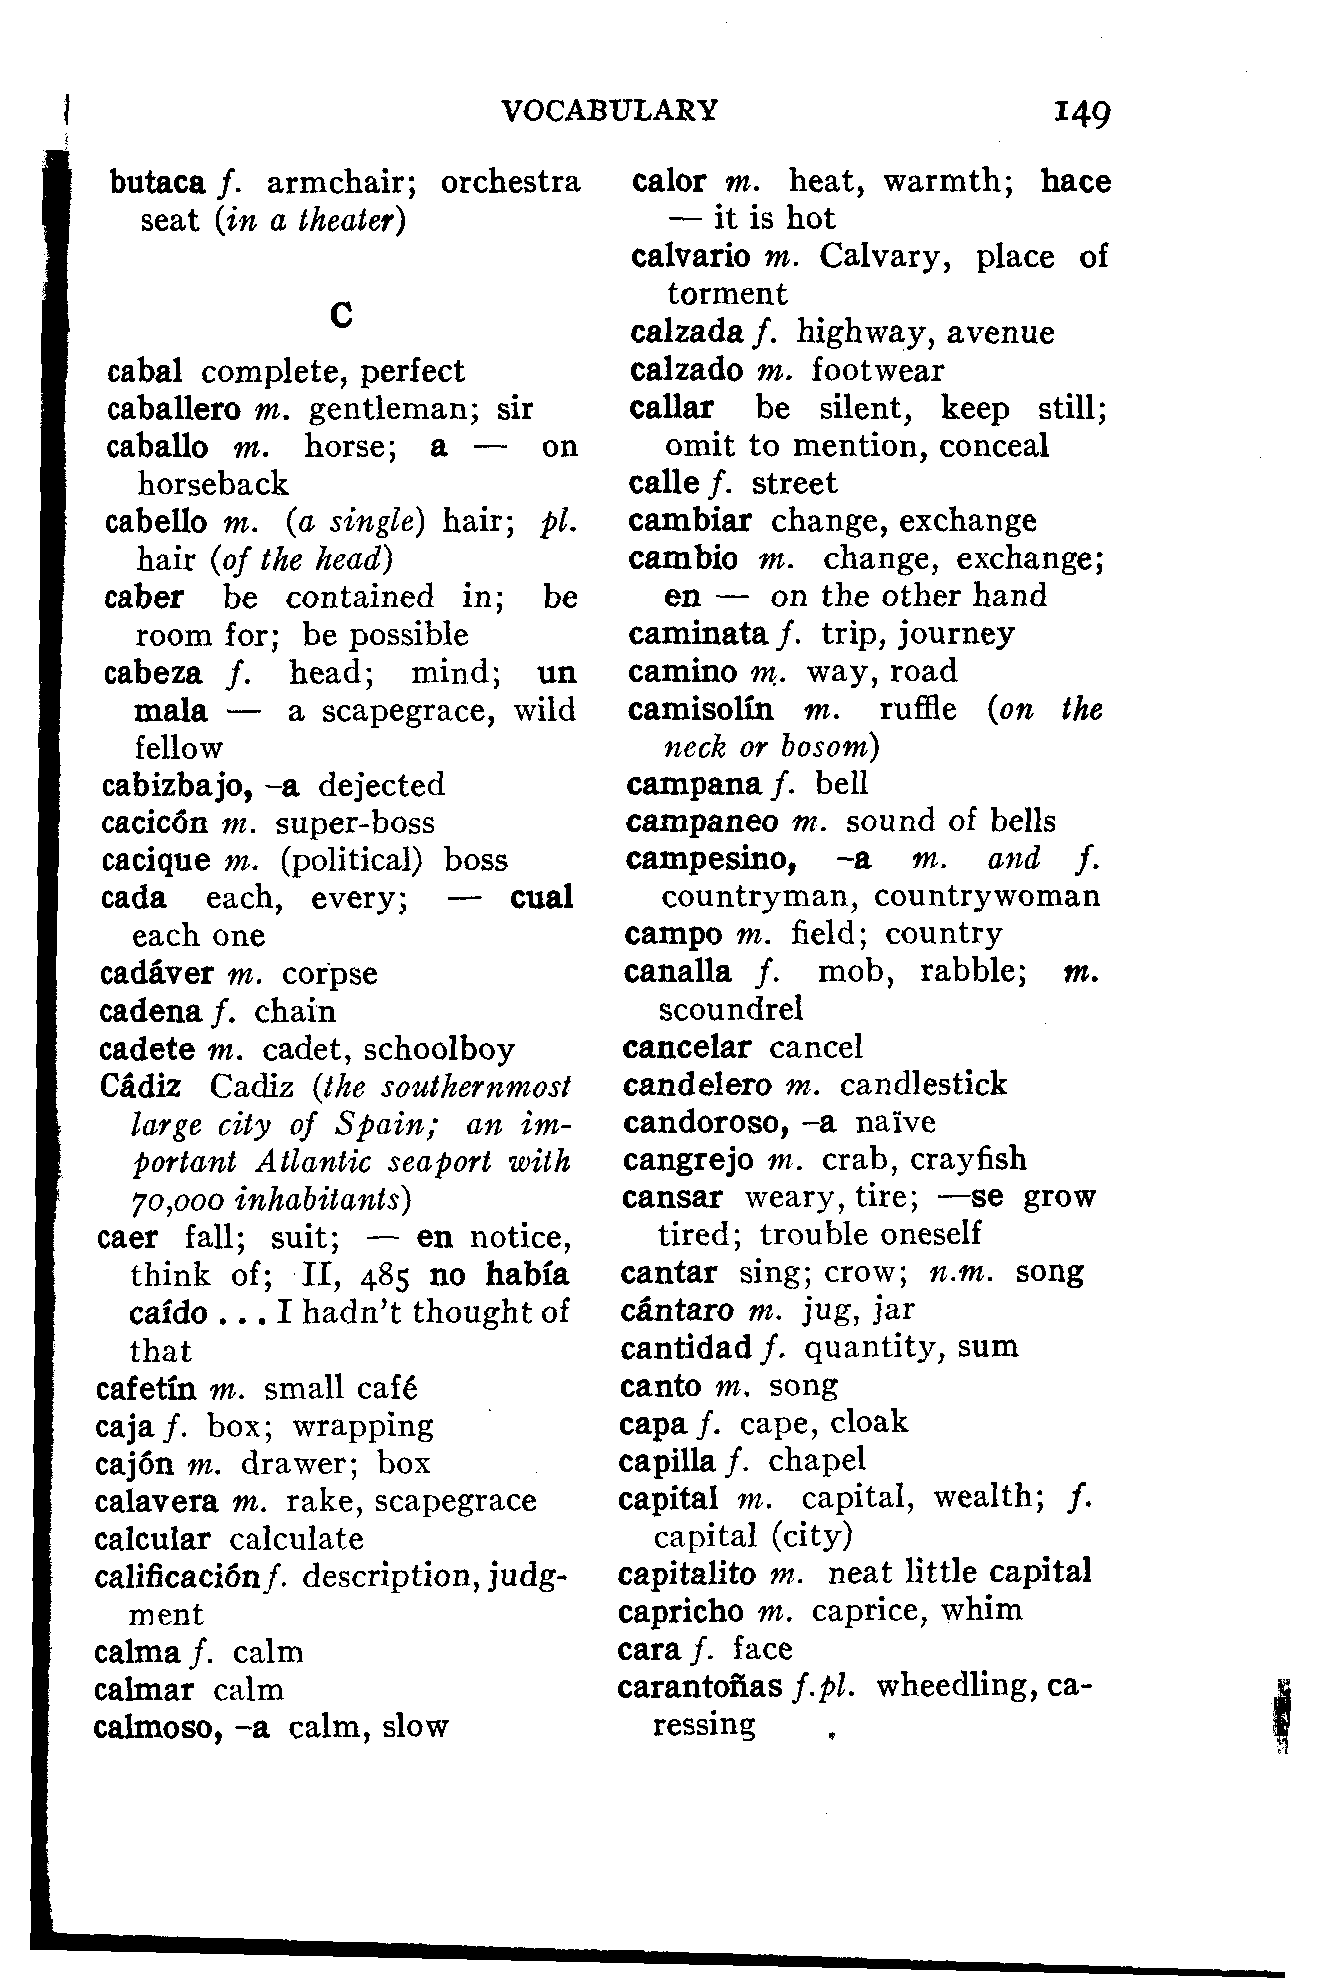 VOCABULARY 149
butaca f. armchair; orchestra
seat (in a theater)
C
cabal complete, perfect
caballero m. gentleman; sir
caballo m. horse; a — on
horseback
cabello m. (a single) hair; pl.
hair (of the head)
caber be contained in; be
room for; be possible
cabeza f. head; mind; un
mala — a scapegrace, wild
fellow
cabizbajo, -a dejected
cacicón m. super-boss
cacique m. (political) boss
cada each, every; — cual
each one
cadáver m. corpse
cadena f. chain
cadete m. cadet, schoolboy
Cádiz Cadiz (the southernmost
large city of Spain; an im-
portant Atlantic seaport with
70,000 inhabitants)
caer fall; suit; — en notice,
think of; II, 485 no había
caído ... I hadn't thought of
that
cafetín m. small café
caja f. box; wrapping
cajón m. drawer; box
calavera m. rake, scapegrace
calcular calculate
calificación f. description, judg-
ment
calma f. calm
calmar calm
calmoso, -a calm, slow
calor m. heat, warmth; hace
— it is hot
calvario m. Calvary, place of
torment
calzada f. highway, avenue
calzado m. footwear
callar be silent, keep still;
omit to mention, conceal
calle f. street
cambiar change, exchange
cambio m. change, exchange;
en — on the other hand
caminata f. trip, journey
camino m. way, road
camisolín m. ruffle (on the
neck or bosom)
campana f. bell
campaneo m. sound of bells
campesino, -a m. and f.
countryman, countrywoman
campo m. field; country
canalla f. mob, rabble; m.
scoundrel
cancelar cancel
candelero m. candlestick
candoroso, -a naïve
cangrejo m. crab, crayfish
cansar weary, tire; —se grow
tired; trouble oneself
cantar sing; crow; n.m. song
cántaro m. jug, jar
cantidad f. quantity, sum
canto m. song
capa f. cape, cloak
capilla f. chapel
capital m. capital, wealth; f.
capital (city)
capitalito m. neat little capital
capricho m. caprice, whim
cara f. face
carantoñas f.pl. wheedling, ca-
ressing